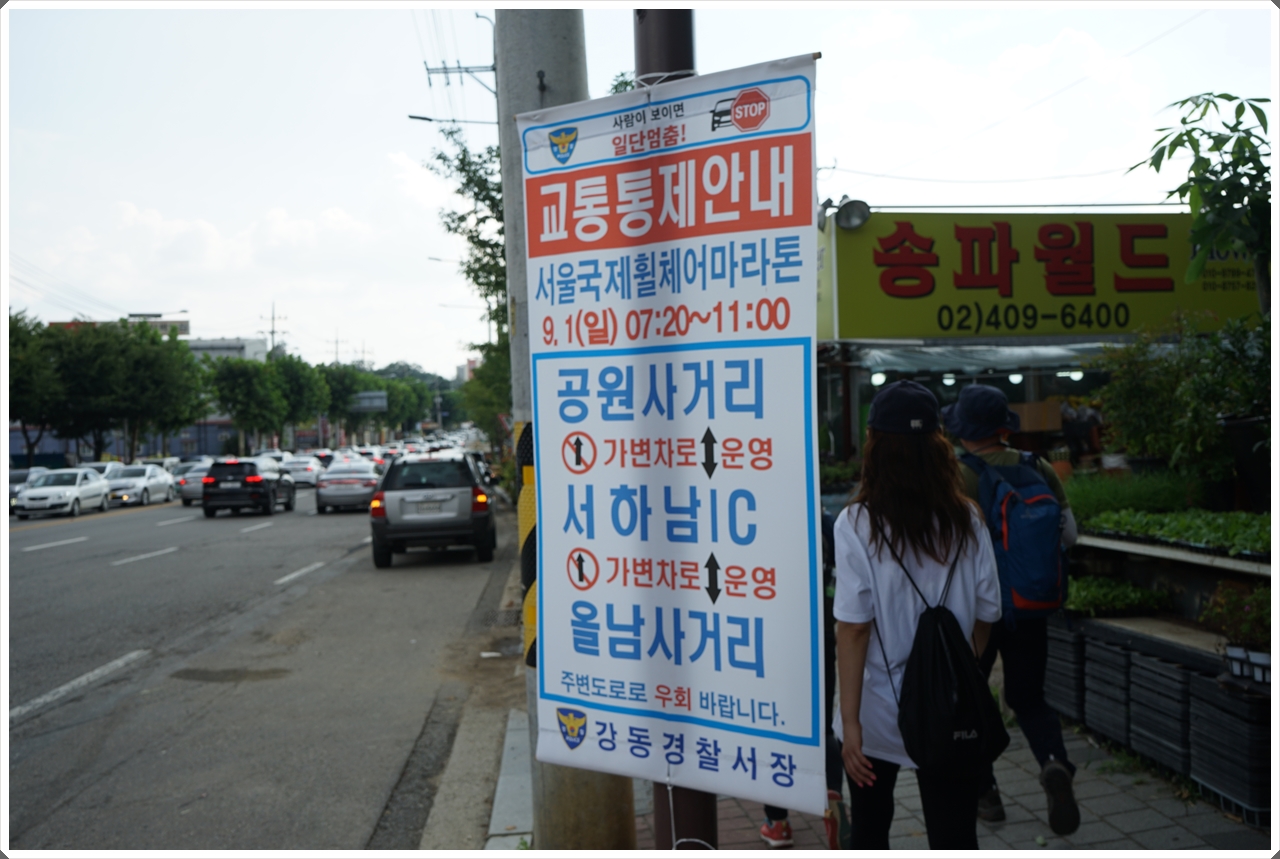 사람이 보이면
일단멈춤!
STOP
교통통제안내
서울국제휠체어마라톤
9. 1(일) 07:20~11:00
공원사거리
가변차로 운영
서하남IC
가변차로 운영
올남사거리
주변도로로 우회 바랍니다.
강동경찰서장
송파월드
02)409-6400
FILA